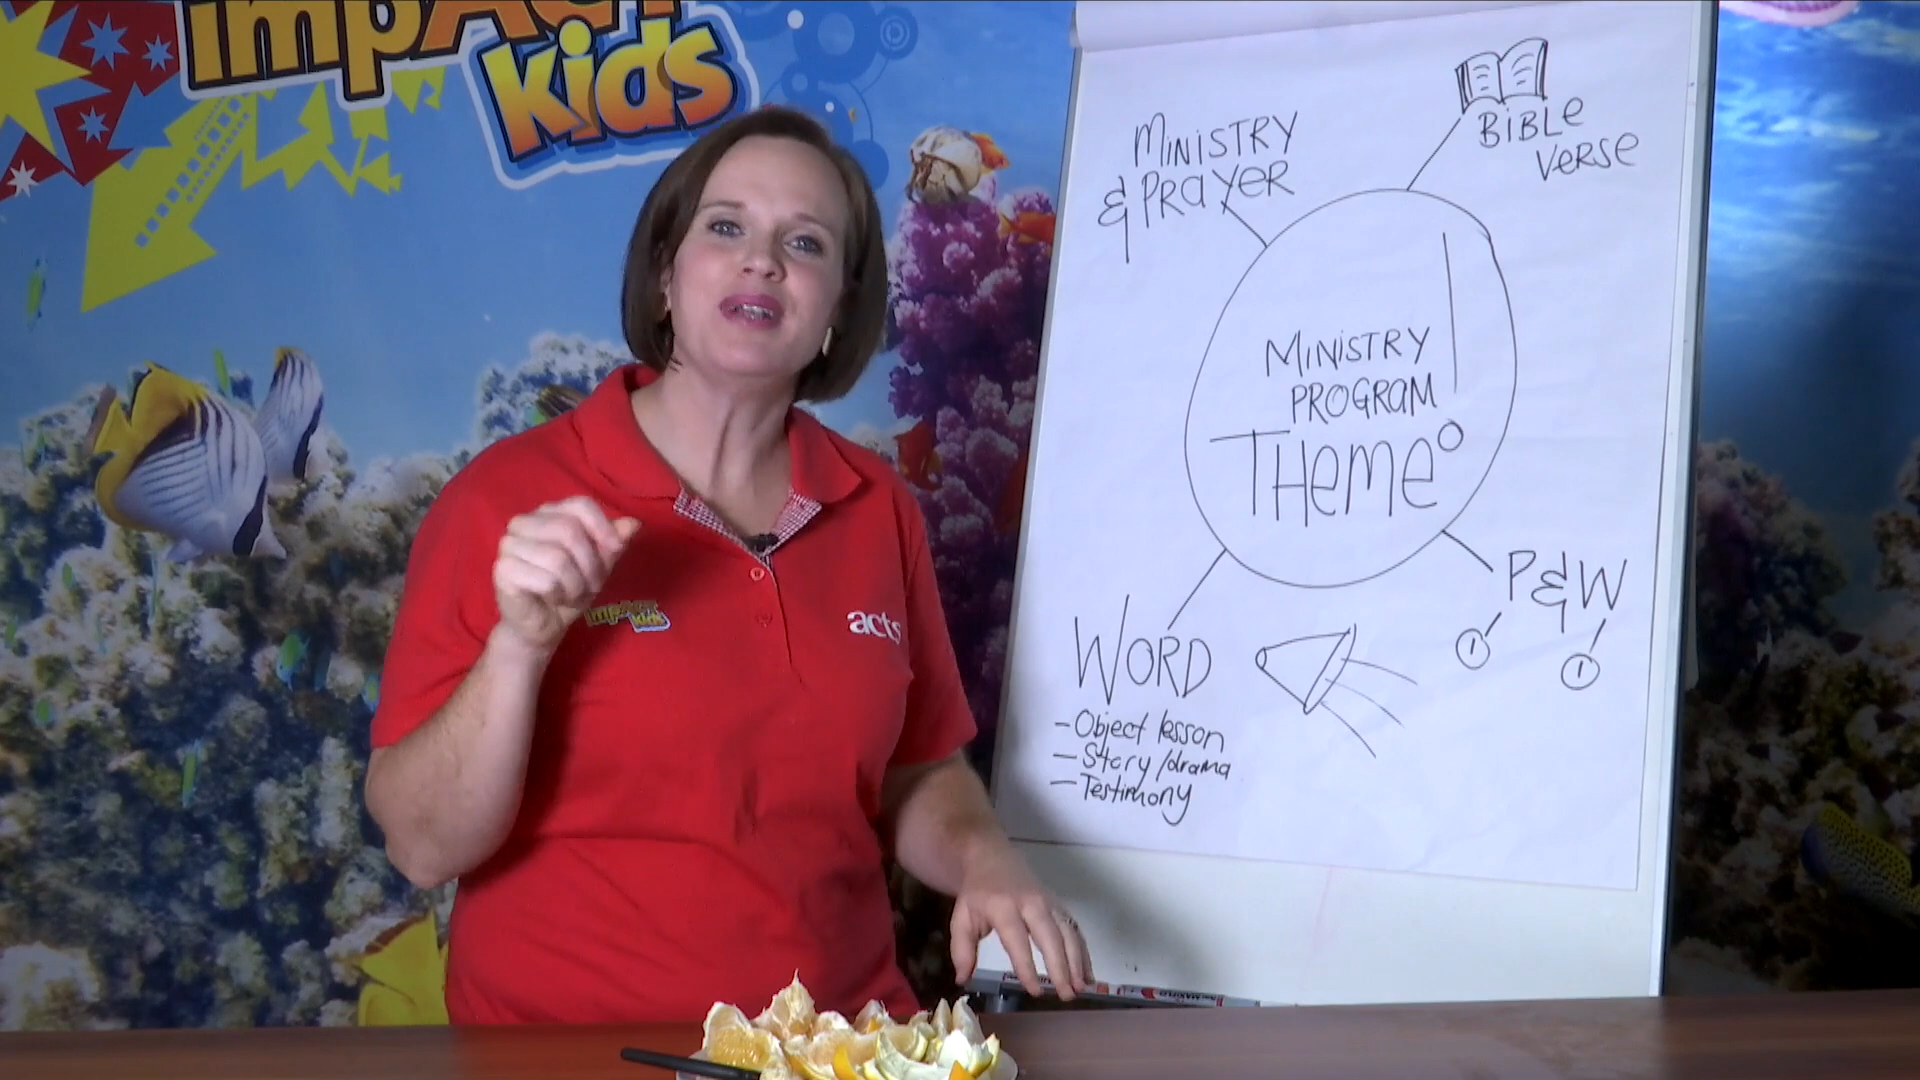 impACT
kids
MINISTRY
& PRAYER
BIBLE
VERSE
MINISTRY
PROGRAM
THEME
P&W
WORD
- Object lesson
- Story/drama
- Testimony
impACT
kids
acts